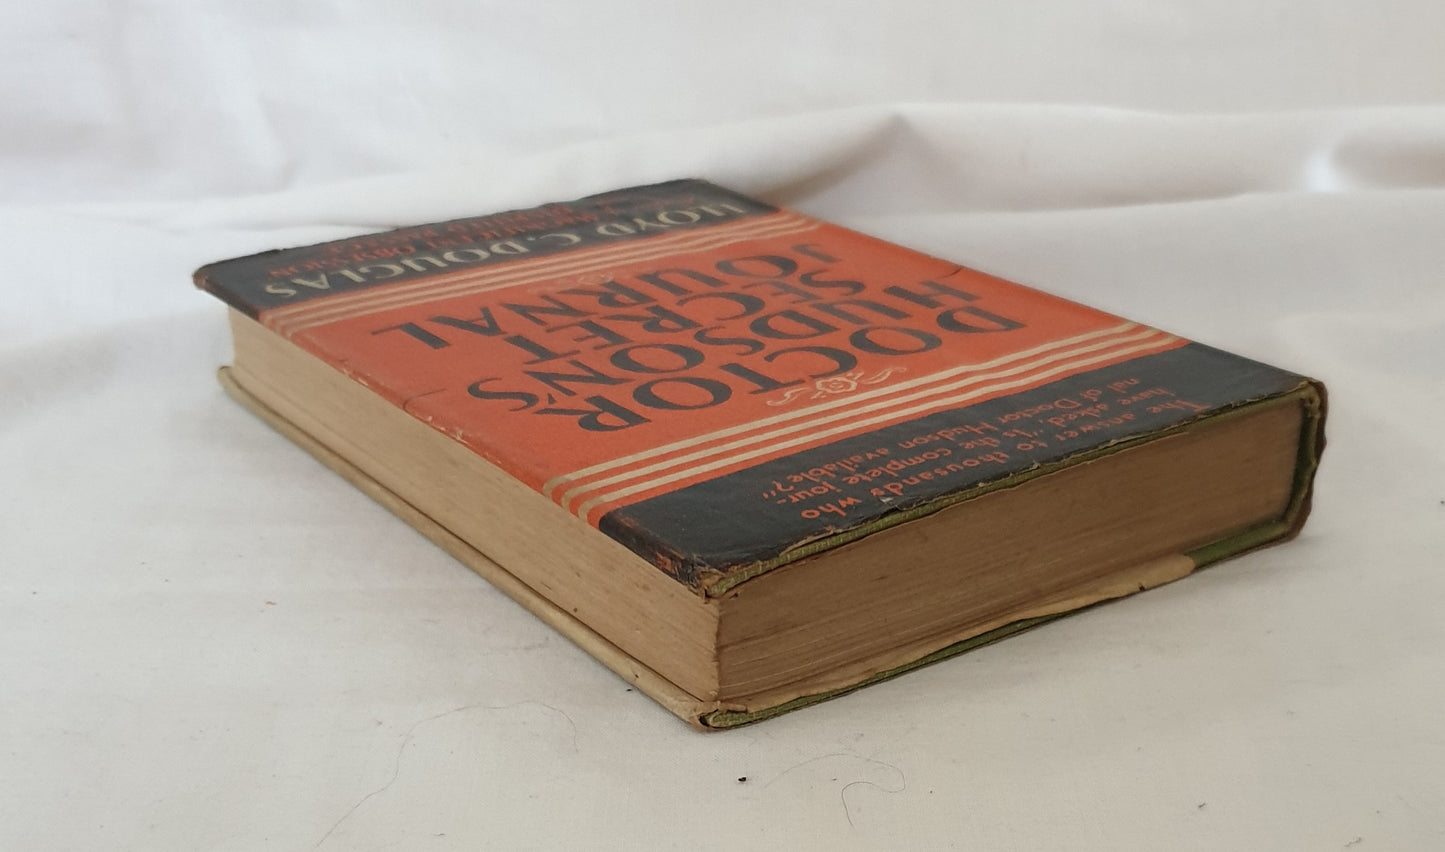 The answer to thousands who
have asked, "Is the complete jour-
nal of Doctor Hudson available?"
DOCTOR
HUDSON'S
SECRET
JOURNAL
LLOYD C. DOUGLAS